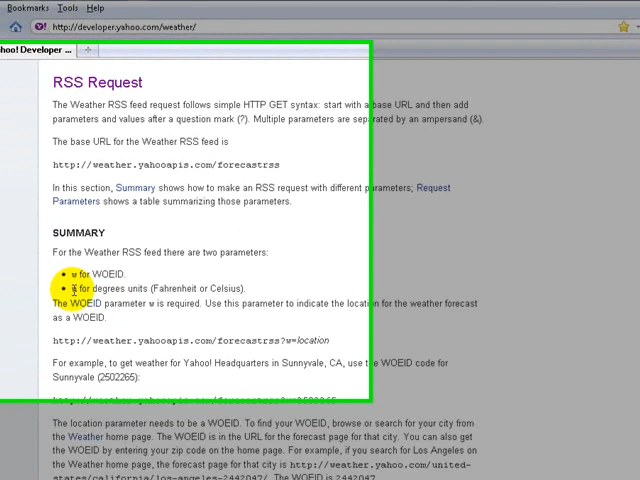 Bookmarks Tools Help
http://developer.yahoo.com/weather/
hoo! Developer ...
RSS Request
The Weather RSS feed request follows simple HTTP GET syntax: start with a base URL and then add
parameters and values after a question mark (?). Multiple parameters are separated by an ampersand (&).
The base URL for the Weather RSS feed is
http://weather.yahooapis.com/forecastrss
In this section, Summary shows how to make an RSS request with different parameters; Request
Parameters shows a table summarizing those parameters.
SUMMARY
For the Weather RSS feed there are two parameters:
w for WOEID.
for degrees units (Fahrenheit or Celsius).
The WOEID parameter w is required. Use this parameter to indicate the location for the weather forecast
as a WOEID.
http://weather.yahooapis.com/forecastrss?w=location
For example, to get weather for Yahoo! Headquarters in Sunnyvale, CA, use the WOEID code for
Sunnyvale (2502265):
The location parameter needs to be a WOEID. To find your WOEID, browse or search for your city from
the Weather home page. The WOEID is in the URL for the forecast page for that city. You can also get
the WOEID by entering your zip code on the home page. For example, if you search for Los Angeles on
the Weather home page, the forecast page for that city is http://weather.yahoo.com/united-
states/california/los-angeles-2442047/. The WOEID is 2442047.